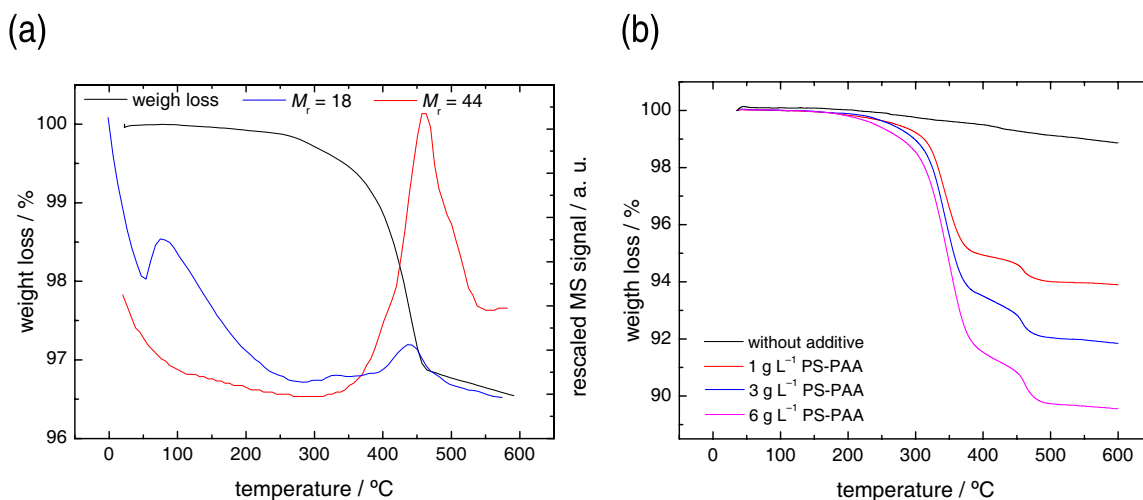 (a)
weigh loss
Mr = 18
Mr = 44
100
99
98
97
96
weight loss / %
rescaled MS signal / a. u.
0 100 200 300 400 500 600
temperature / ºC
(b)
100
98
96
94
92
90
weigth loss / %
without additive
1 g L⁻¹ PS-PAA
3 g L⁻¹ PS-PAA
6 g L⁻¹ PS-PAA
0 100 200 300 400 500 600
temperature / ºC